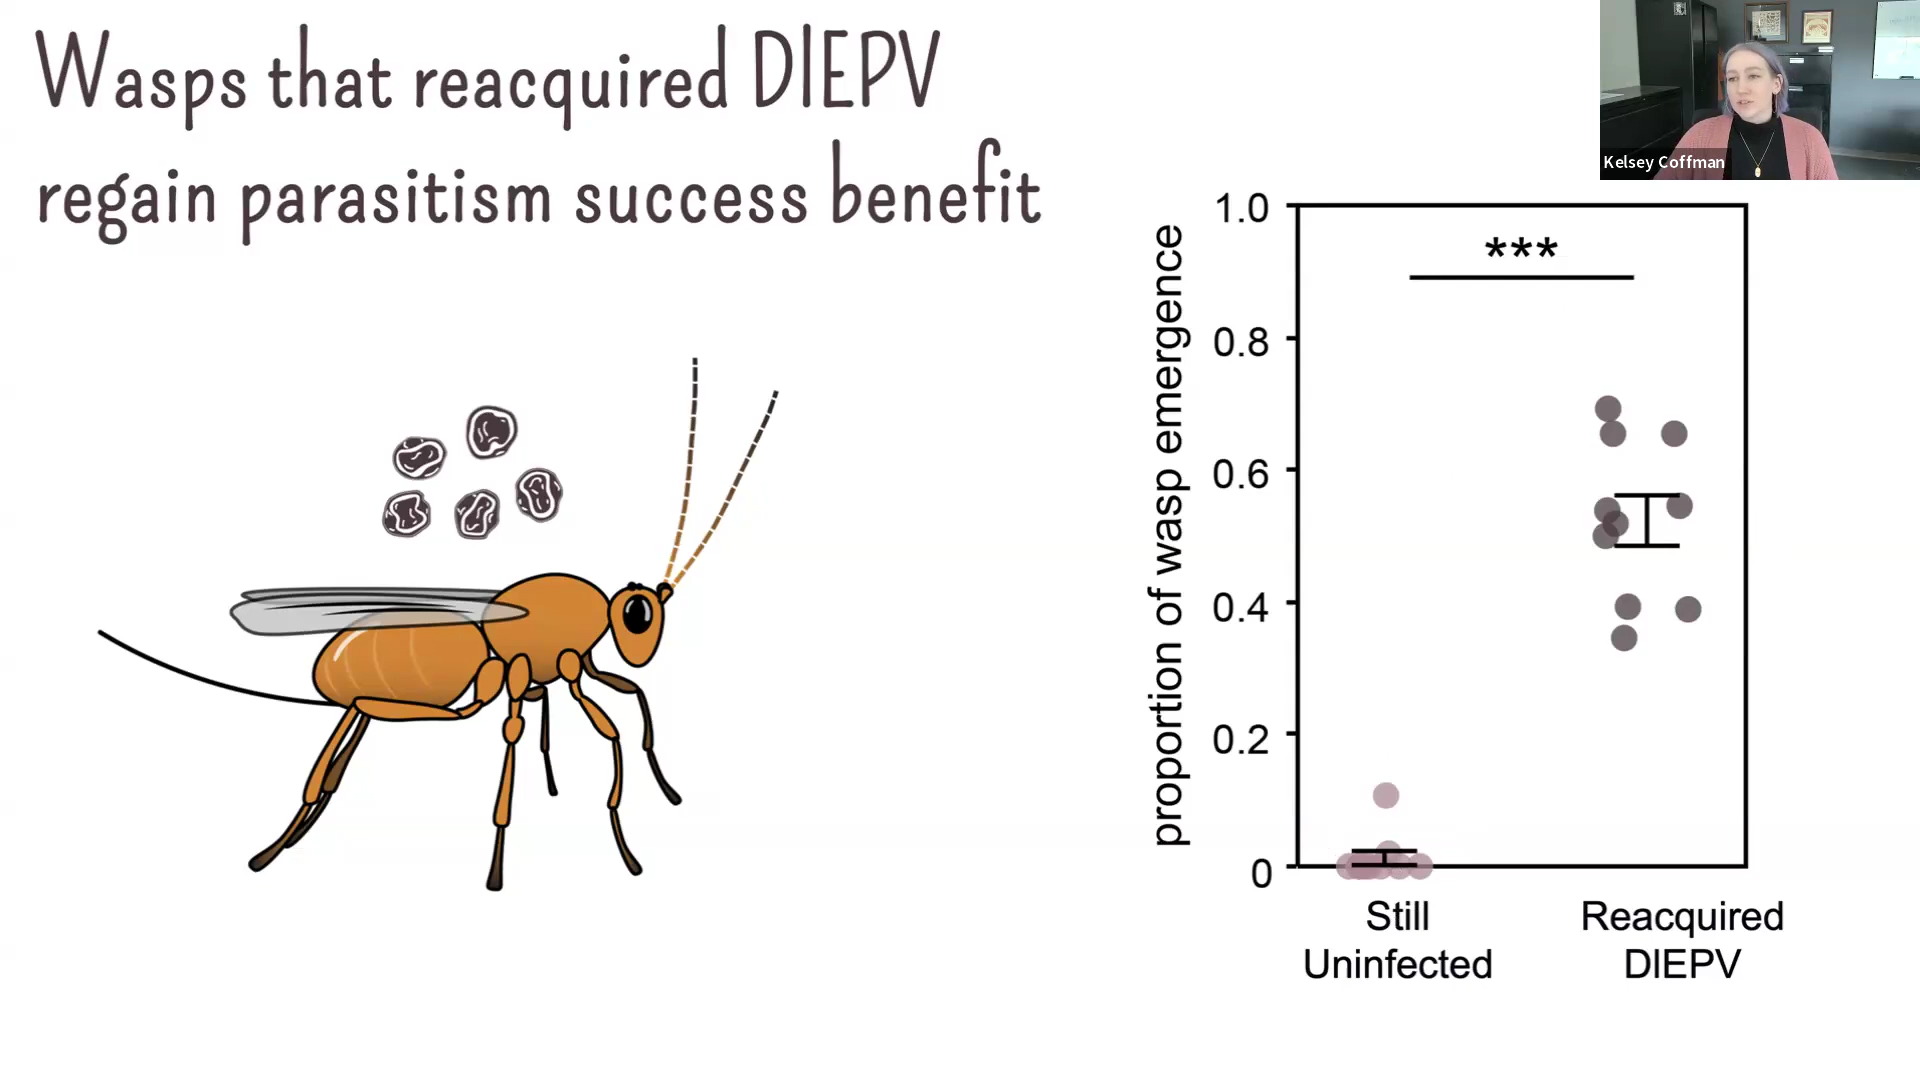 Wasps that reacquired DlEPV
regain parasitism success benefit
Kelsey Coffman
proportion of wasp emergence
1.0
0.8
0.6
0.4
0.2
0
***
Still
Uninfected
Reacquired
DlEPV